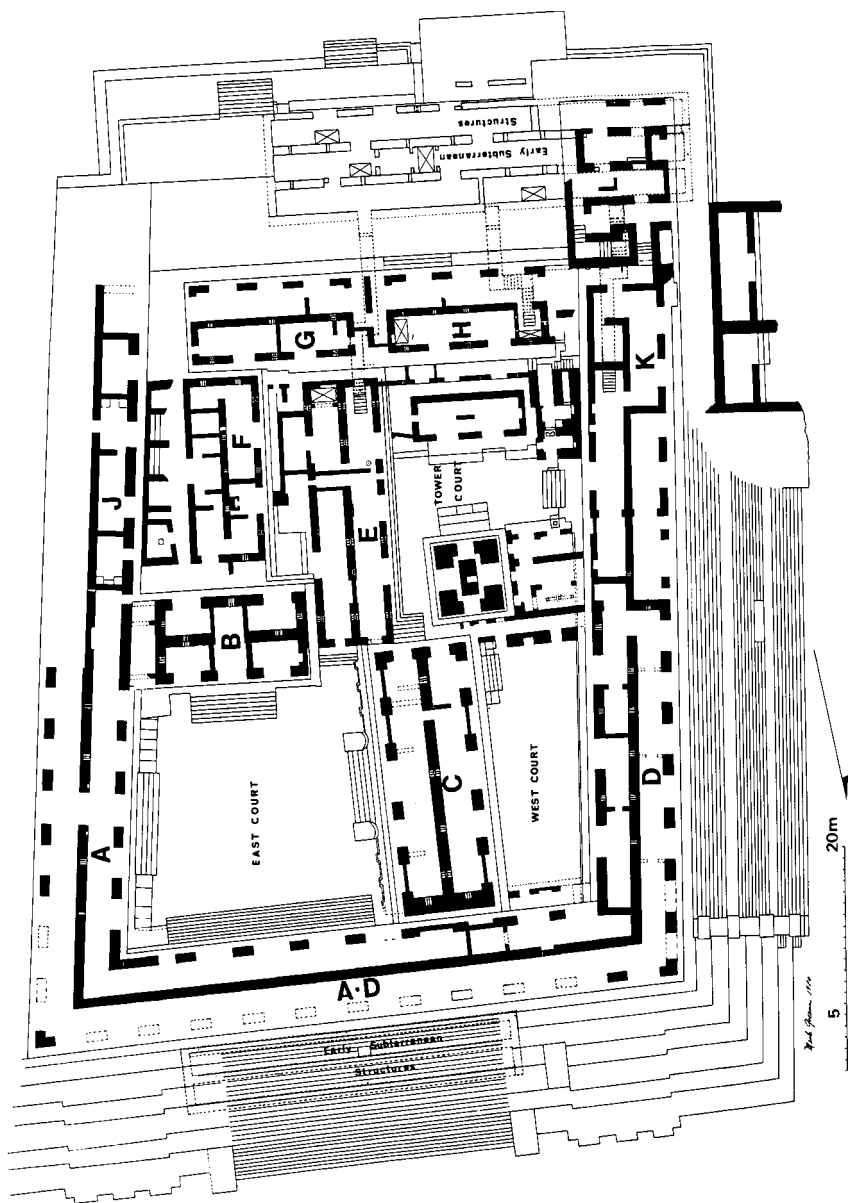 Structures
Early Subterranean
L
G
H
K
J
F
E
I
TOWER
COURT
B
A
EAST COURT
C
WEST COURT
D
A·D
Early Subterranean
Structures
20m
5